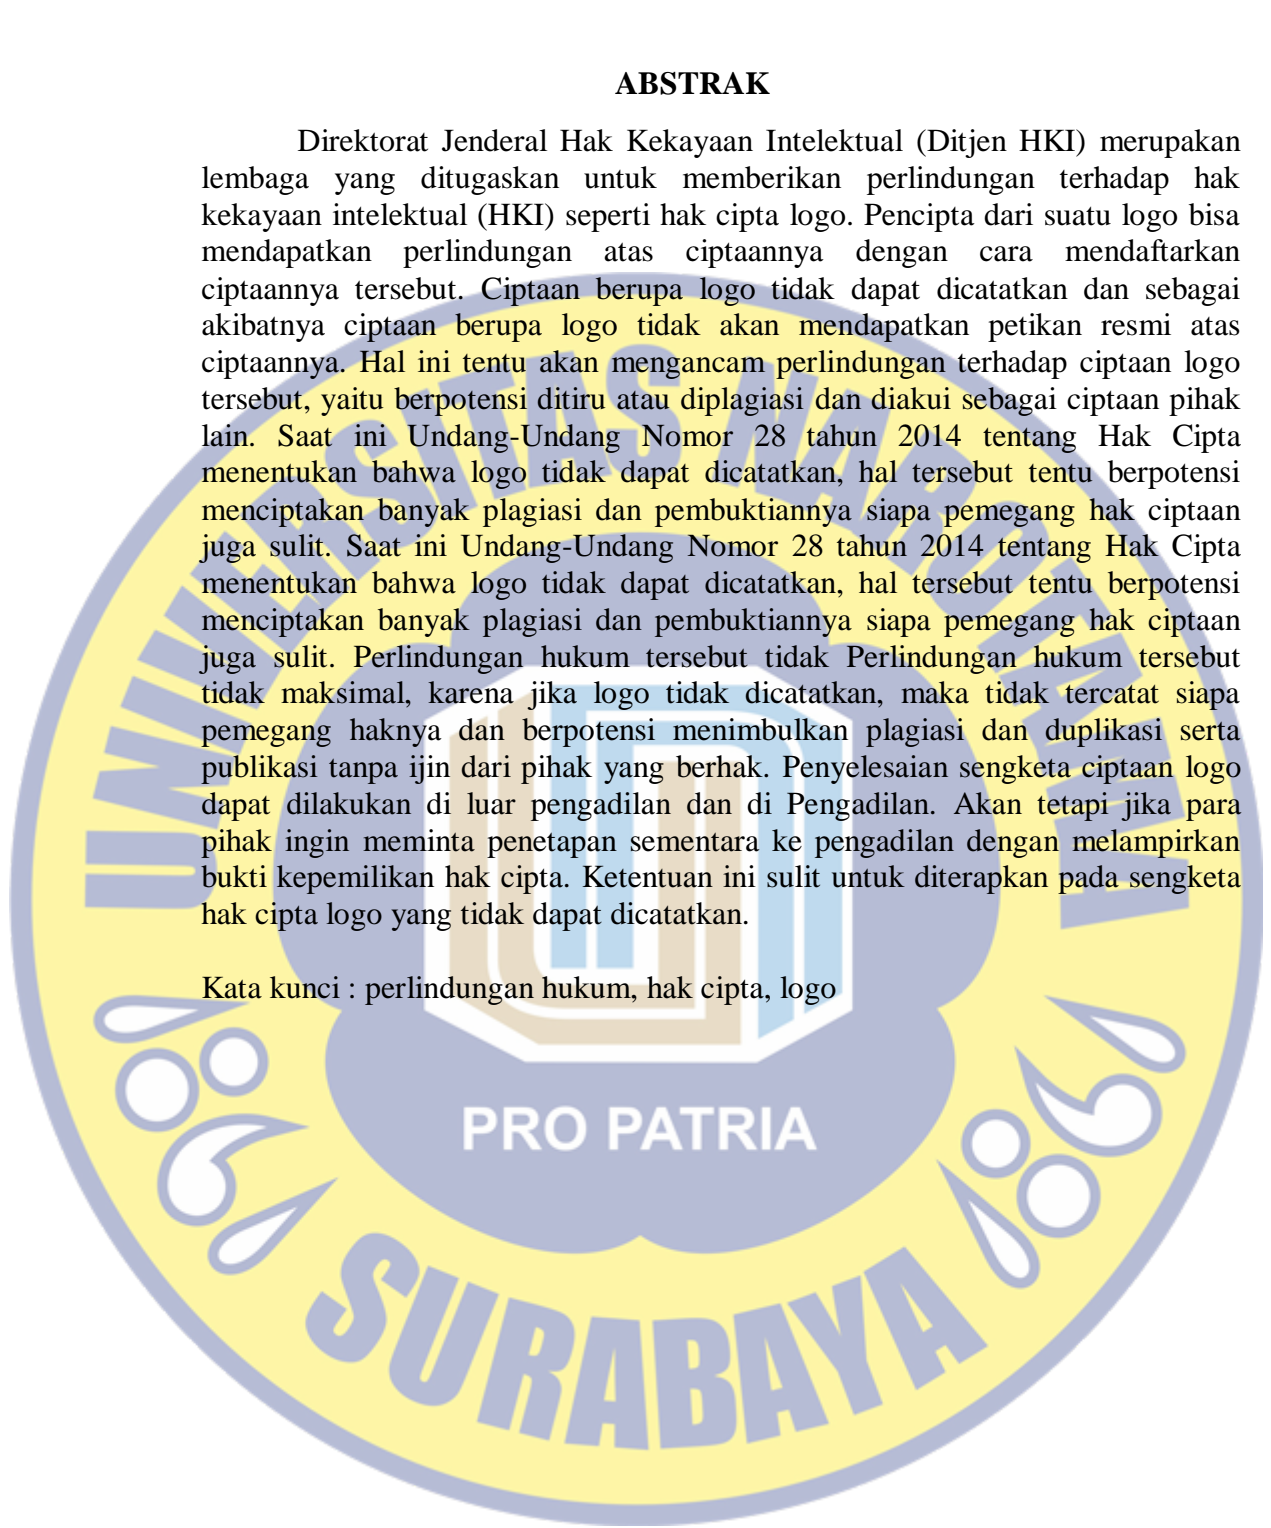 ABSTRAK
Direktorat Jenderal Hak Kekayaan Intelektual (Ditjen HKI) merupakan
lembaga yang ditugaskan untuk memberikan perlindungan terhadap hak
kekayaan intelektual (HKI) seperti hak cipta logo. Pencipta dari suatu logo bisa
mendapatkan perlindungan atas ciptaannya dengan cara mendaftarkan
ciptaannya tersebut. Ciptaan berupa logo tidak dapat dicatatkan dan sebagai
akibatnya ciptaan berupa logo tidak akan mendapatkan petikan resmi atas
ciptaannya. Hal ini tentu akan mengancam perlindungan terhadap ciptaan logo
tersebut, yaitu berpotensi ditiru atau diplagiasi dan diakui sebagai ciptaan pihak
lain. Saat ini Undang-Undang Nomor 28 tahun 2014 tentang Hak Cipta
menentukan bahwa logo tidak dapat dicatatkan, hal tersebut tentu berpotensi
menciptakan banyak plagiasi dan pembuktiannya siapa pemegang hak ciptaan
juga sulit. Saat ini Undang-Undang Nomor 28 tahun 2014 tentang Hak Cipta
menentukan bahwa logo tidak dapat dicatatkan, hal tersebut tentu berpotensi
menciptakan banyak plagiasi dan pembuktiannya siapa pemegang hak ciptaan
juga sulit. Perlindungan hukum tersebut tidak Perlindungan hukum tersebut
tidak maksimal, karena jika logo tidak dicatatkan, maka tidak tercatat siapa
pemegang haknya dan berpotensi menimbulkan plagiasi dan duplikasi serta
publikasi tanpa ijin dari pihak yang berhak. Penyelesaian sengketa ciptaan logo
dapat dilakukan di luar pengadilan dan di Pengadilan. Akan tetapi jika para
pihak ingin meminta penetapan sementara ke pengadilan dengan melampirkan
bukti kepemilikan hak cipta. Ketentuan ini sulit untuk diterapkan pada sengketa
hak cipta logo yang tidak dapat dicatatkan.
Kata kunci : perlindungan hukum, hak cipta, logo
UNIVERSITAS NAROTAMA
PRO PATRIA
SURABAYA